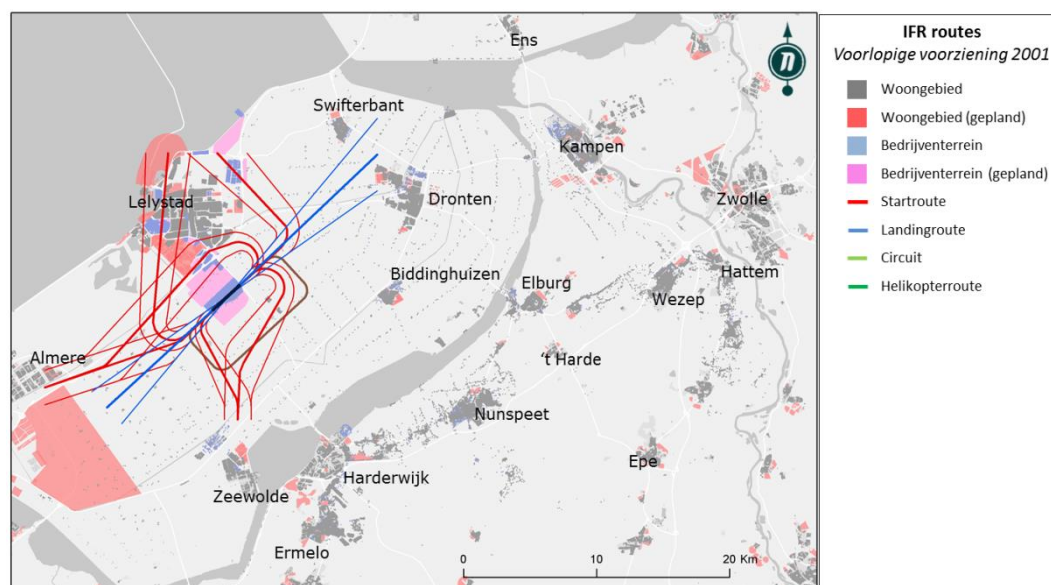 Ens
n
Swifterbant
Kampen
Lelystad
Dronten
Zwolle
Biddinghuizen
Elburg
Hattem
Wezep
Almere
't Harde
Nunspeet
Epe
Harderwijk
Zeewolde
Ermelo
0 10 20 Km
IFR routes
Voorlopige voorziening 2001
Woongebied
Woongebied (gepland)
Bedrijventerrein
Bedrijventerrein (gepland)
Startroute
Landingroute
Circuit
Helikopterroute